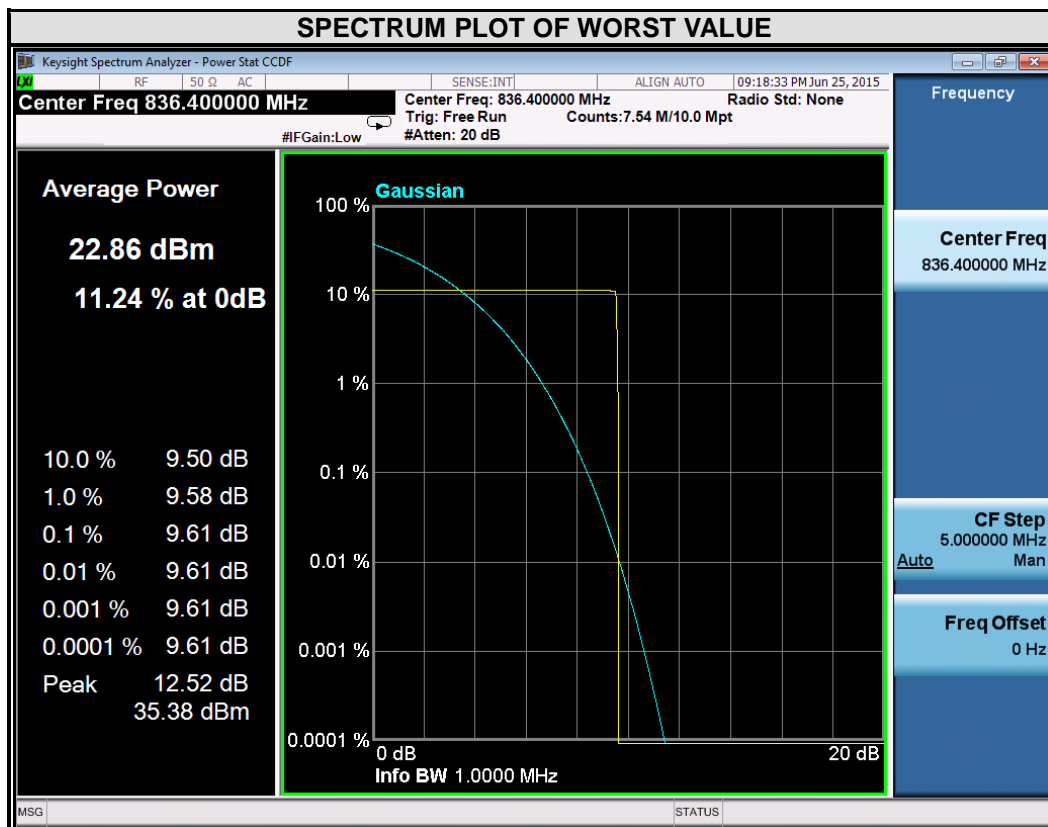 SPECTRUM PLOT OF WORST VALUE
Keysight Spectrum Analyzer - Power Stat CCDF
LXI RF 50 Ω AC SENSE:INT ALIGN AUTO 09:18:33 PM Jun 25, 2015
Center Freq 836.400000 MHz
Center Freq: 836.400000 MHz Radio Std: None
Trig: Free Run Counts:7.54 M/10.0 Mpt
#IFGain:Low #Atten: 20 dB
Average Power
22.86 dBm
11.24 % at 0dB
10.0 % 9.50 dB
1.0 % 9.58 dB
0.1 % 9.61 dB
0.01 % 9.61 dB
0.001 % 9.61 dB
0.0001 % 9.61 dB
Peak 12.52 dB
35.38 dBm
Gaussian
100 %
10 %
1 %
0.1 %
0.01 %
0.001 %
0.0001 %
0 dB 20 dB
Info BW 1.0000 MHz
Frequency
Center Freq
836.400000 MHz
CF Step
5.000000 MHz
Auto Man
Freq Offset
0 Hz
MSG STATUS